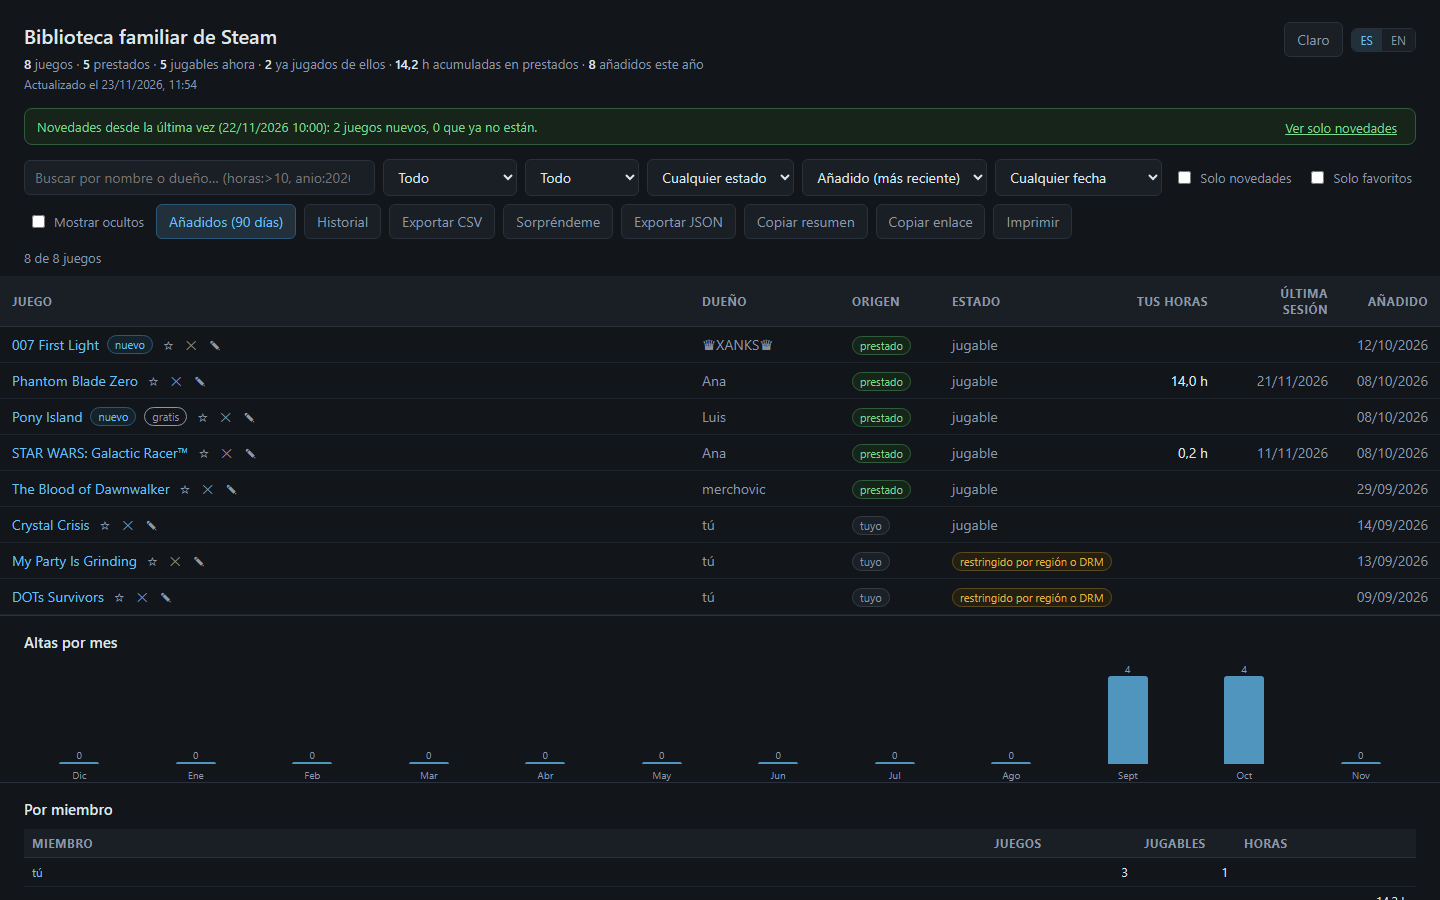 Biblioteca familiar de Steam
Claro
ES EN
8 juegos · 5 prestados · 5 jugables ahora · 2 ya jugados de ellos · 14,2 h acumuladas en prestados · 8 añadidos este año
Actualizado el 23/11/2026, 11:54
Novedades desde la última vez (22/11/2026 10:00): 2 juegos nuevos, 0 que ya no están.
Ver solo novedades
Buscar por nombre o dueño... (horas:>10, anio:2026
Todo
Todo
Cualquier estado
Añadido (más reciente)
Cualquier fecha
Solo novedades
Solo favoritos
Mostrar ocultos
Añadidos (90 días)
Historial
Exportar CSV
Sorpréndeme
Exportar JSON
Copiar resumen
Copiar enlace
Imprimir
8 de 8 juegos
JUEGO DUEÑO ORIGEN ESTADO TUS HORAS ÚLTIMA SESIÓN AÑADIDO
007 First Light nuevo ☆ ✕ ✎ ♛XANKS♛ prestado jugable 12/10/2026
Phantom Blade Zero ☆ ✕ ✎ Ana prestado jugable 14,0 h 21/11/2026 08/10/2026
Pony Island nuevo gratis ☆ ✕ ✎ Luis prestado jugable 08/10/2026
STAR WARS: Galactic Racer™ ☆ ✕ ✎ Ana prestado jugable 0,2 h 11/11/2026 08/10/2026
The Blood of Dawnwalker ☆ ✕ ✎ merchovic prestado jugable 29/09/2026
Crystal Crisis ☆ ✕ ✎ tú tuyo jugable 14/09/2026
My Party Is Grinding ☆ ✕ ✎ tú tuyo restringido por región o DRM 13/09/2026
DOTs Survivors ☆ ✕ ✎ tú tuyo restringido por región o DRM 09/09/2026
Altas por mes
0 0 0 0 0 0 0 0 0 4 4 0
Dic Ene Feb Mar Abr May Jun Jul Ago Sept Oct Nov
Por miembro
MIEMBRO JUEGOS JUGABLES HORAS
tú 3 1